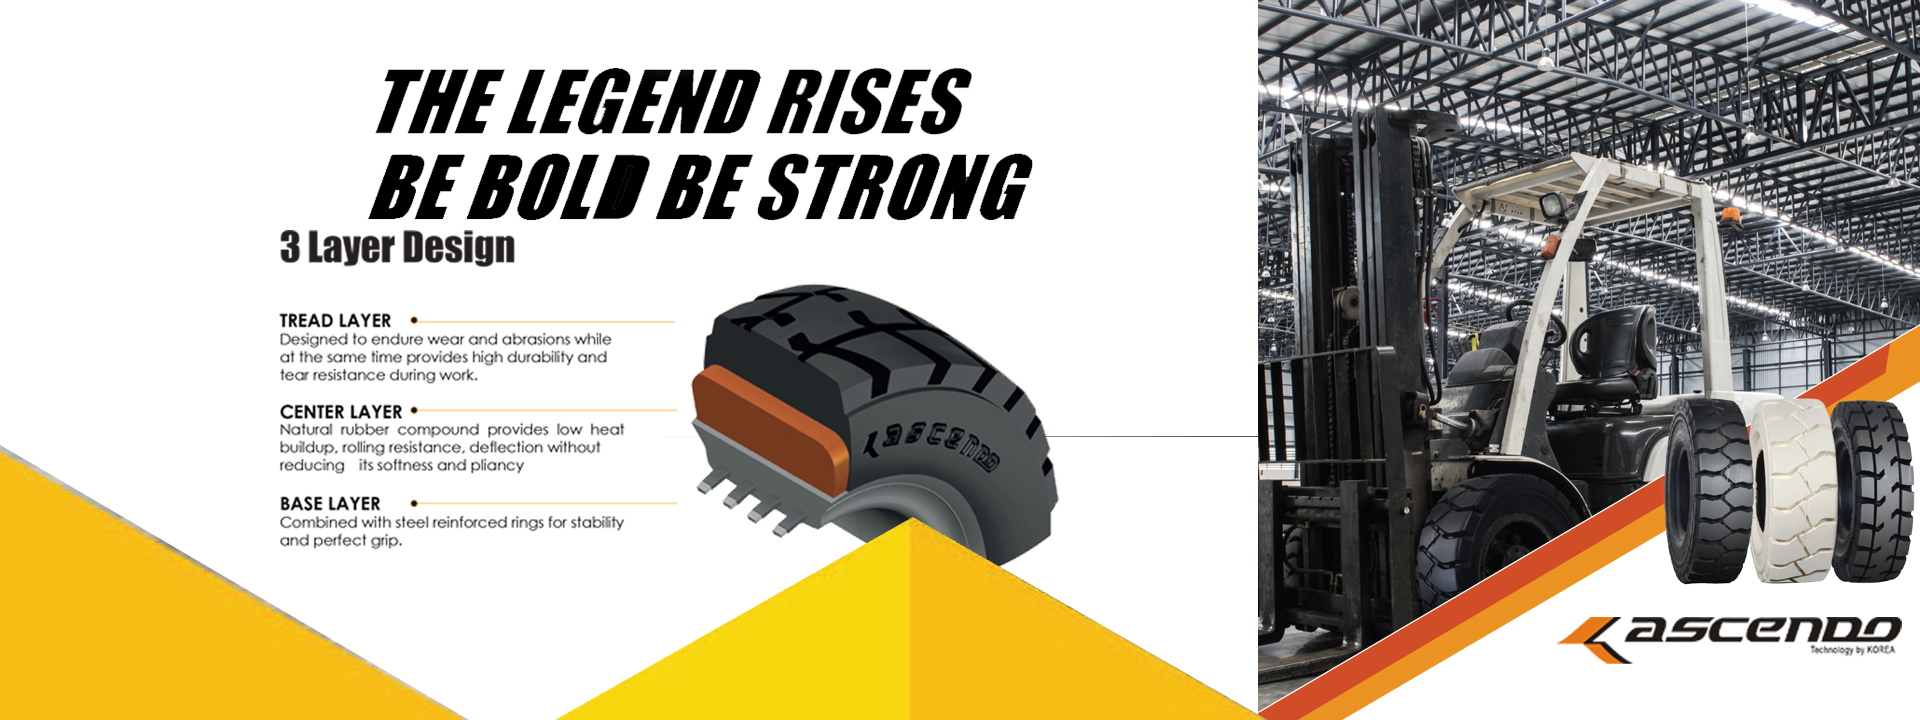 THE LEGEND RISES
BE BOLD BE STRONG
3 Layer Design
TREAD LAYER
Designed to endure wear and abrasions while
at the same time provides high durability and
tear resistance during work.
CENTER LAYER
Natural rubber compound provides low heat
buildup, rolling resistance, deflection without
reducing its softness and pliancy
BASE LAYER
Combined with steel reinforced rings for stability
and perfect grip.
ASCENDO
ASCENDO
Technology by KOREA